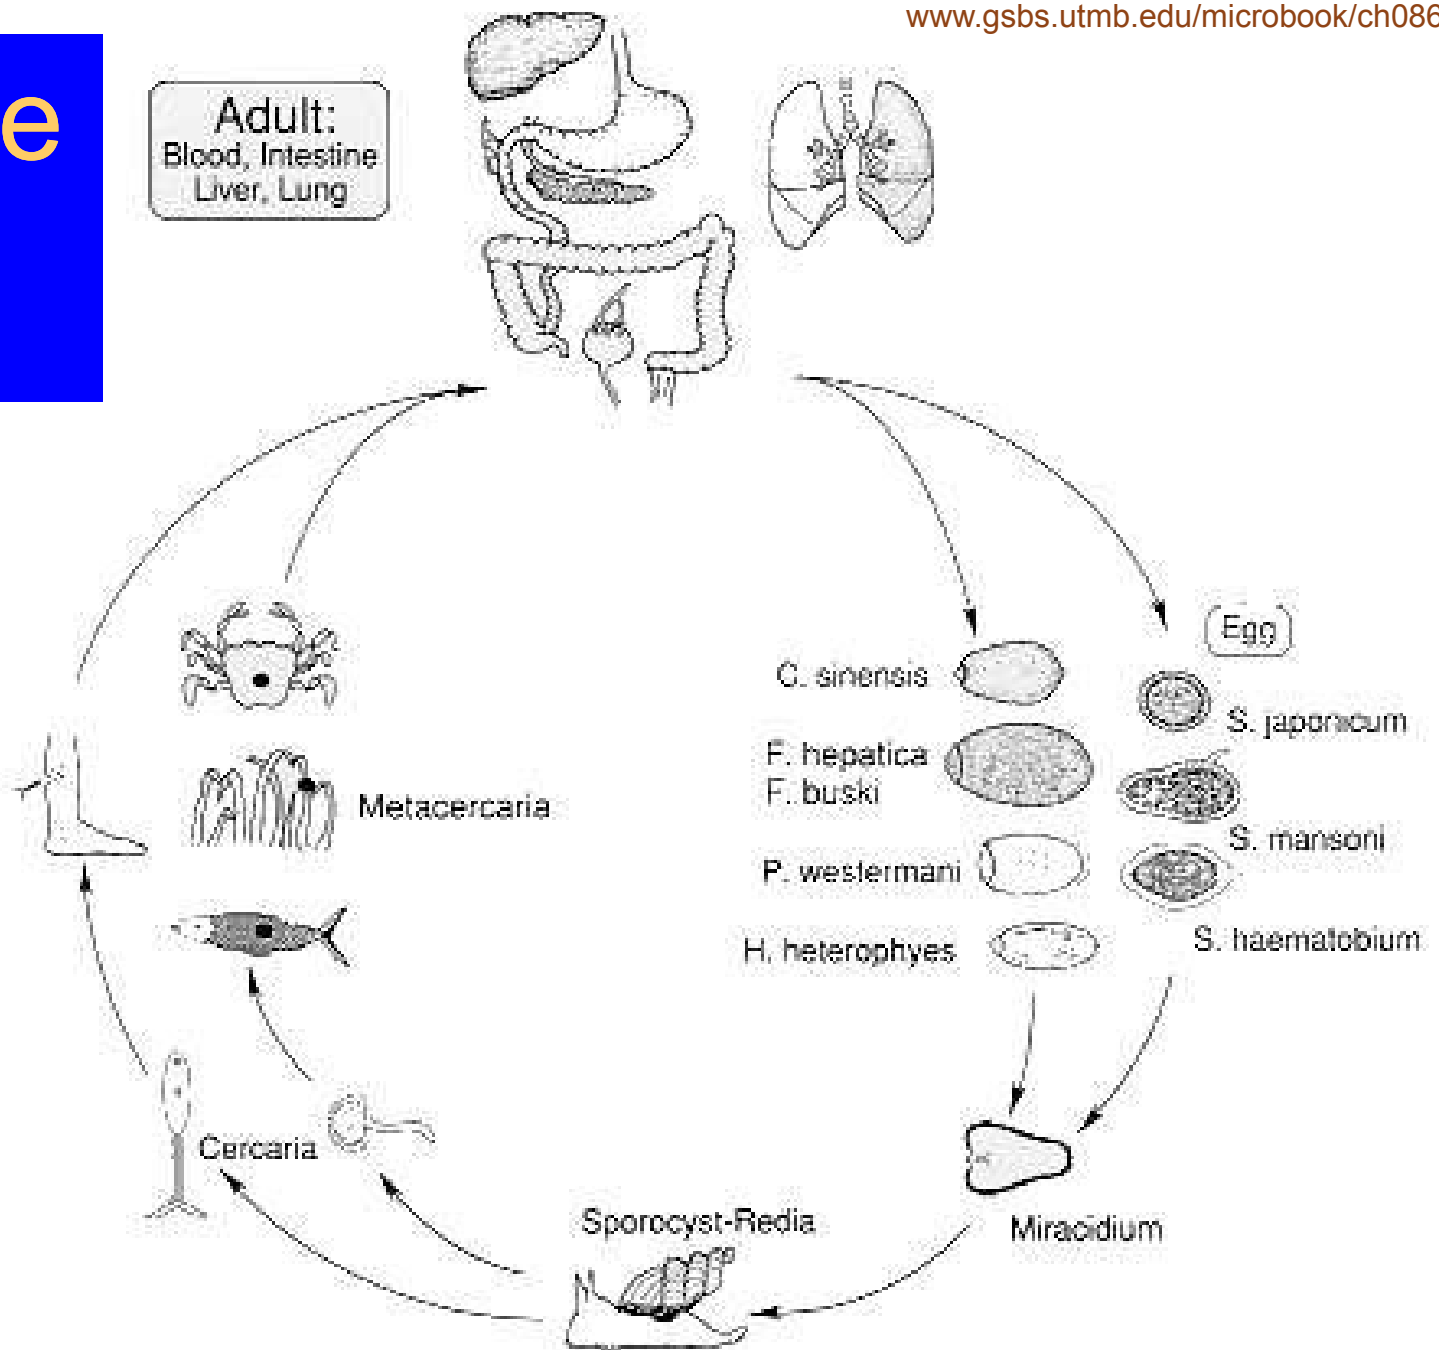 www.gsbs.utmb.edu/microbook/ch086
e
Adult:
Blood, Intestine
Liver, Lung
Egg
C. sinensis
S. japonicum
F. hepatica
F. buski
Metacercaria
S. mansoni
P. westermani
S. haematobium
H. heterophyes
Cercaria
Sporocyst-Redia
Miracidium